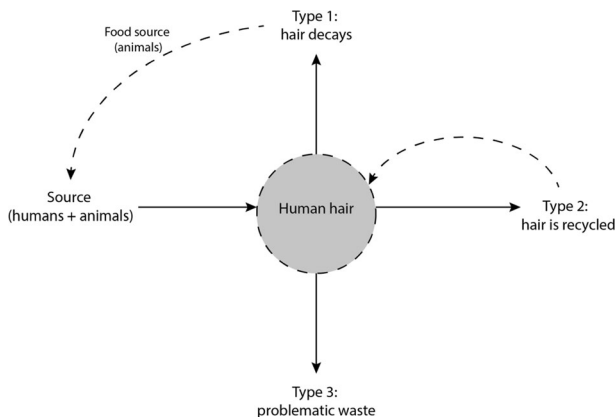 Type 1:
hair decays
Food source
(animals)
Source
(humans + animals)
Human hair
Type 2:
hair is recycled
Type 3:
problematic waste